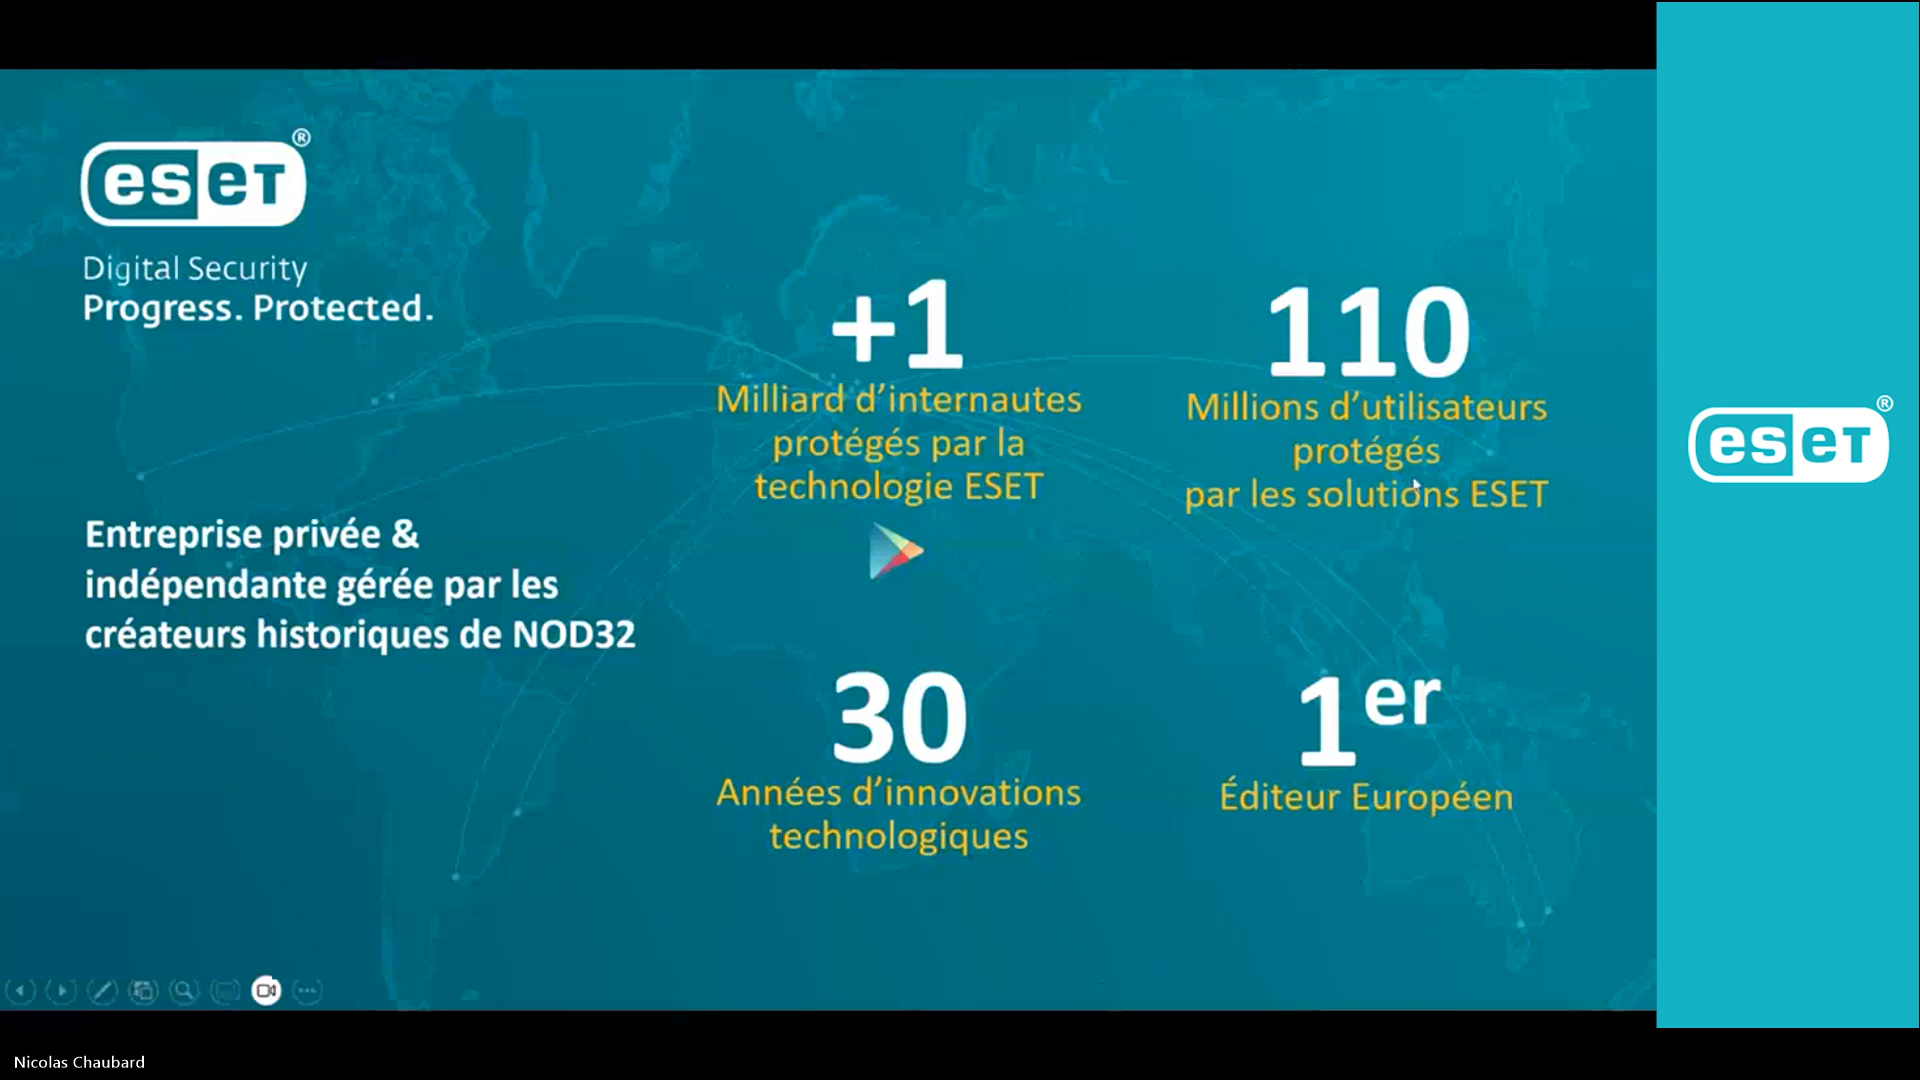 eset®
Digital Security
Progress. Protected.
Entreprise privée &
indépendante gérée par les
créateurs historiques de NOD32
+1
Milliard d’internautes
protégés par la
technologie ESET
110
Millions d’utilisateurs
protégés
par les solutions ESET
30
Années d’innovations
technologiques
1er
Éditeur Européen
eset®
Nicolas Chaubard